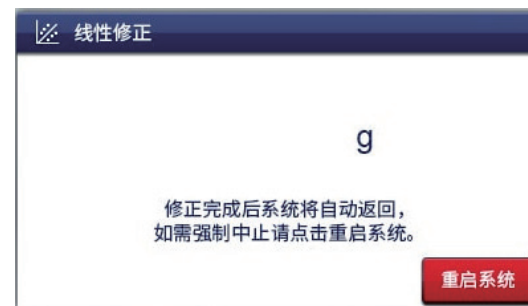 线性修正
g
修正完成后系统将自动返回，
如需强制中止请点击重启系统。
重启系统